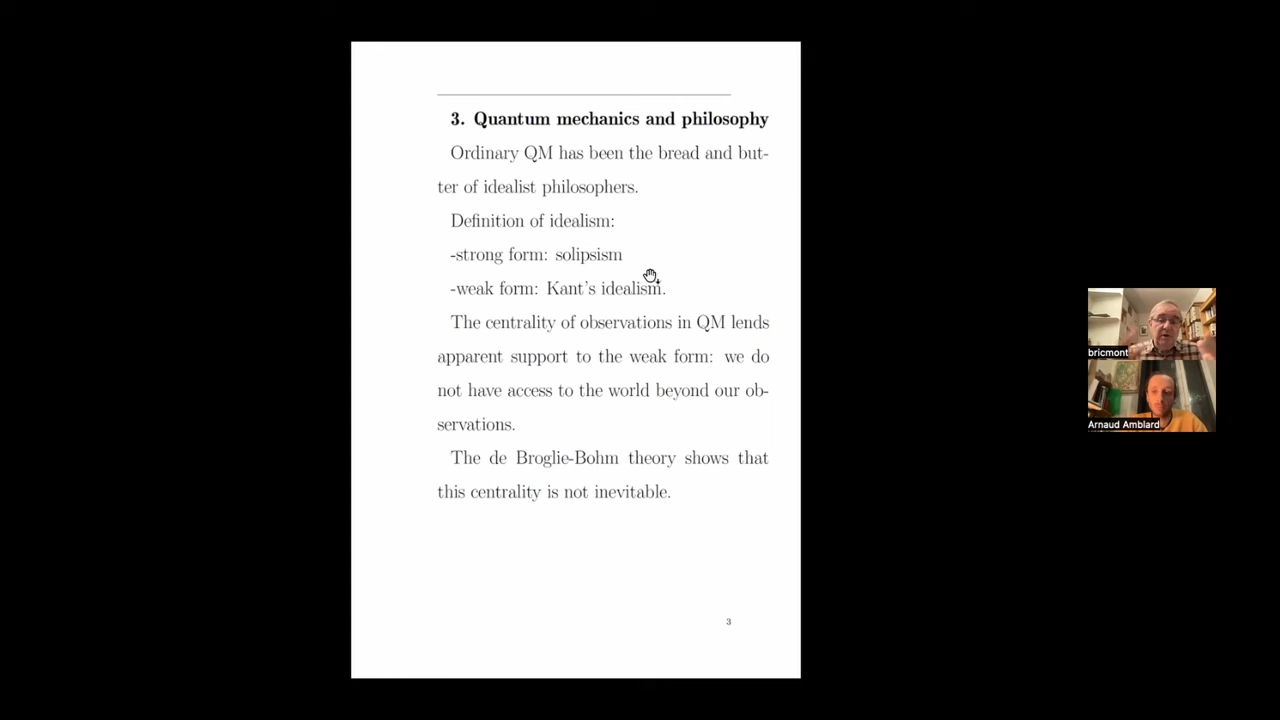 3. Quantum mechanics and philosophy
Ordinary QM has been the bread and but-
ter of idealist philosophers.
Definition of idealism:
-strong form: solipsism
-weak form: Kant's idealism.
The centrality of observations in QM lends
apparent support to the weak form: we do
not have access to the world beyond our ob-
servations.
The de Broglie-Bohm theory shows that
this centrality is not inevitable.
3
bricmont
Arnaud Amblard